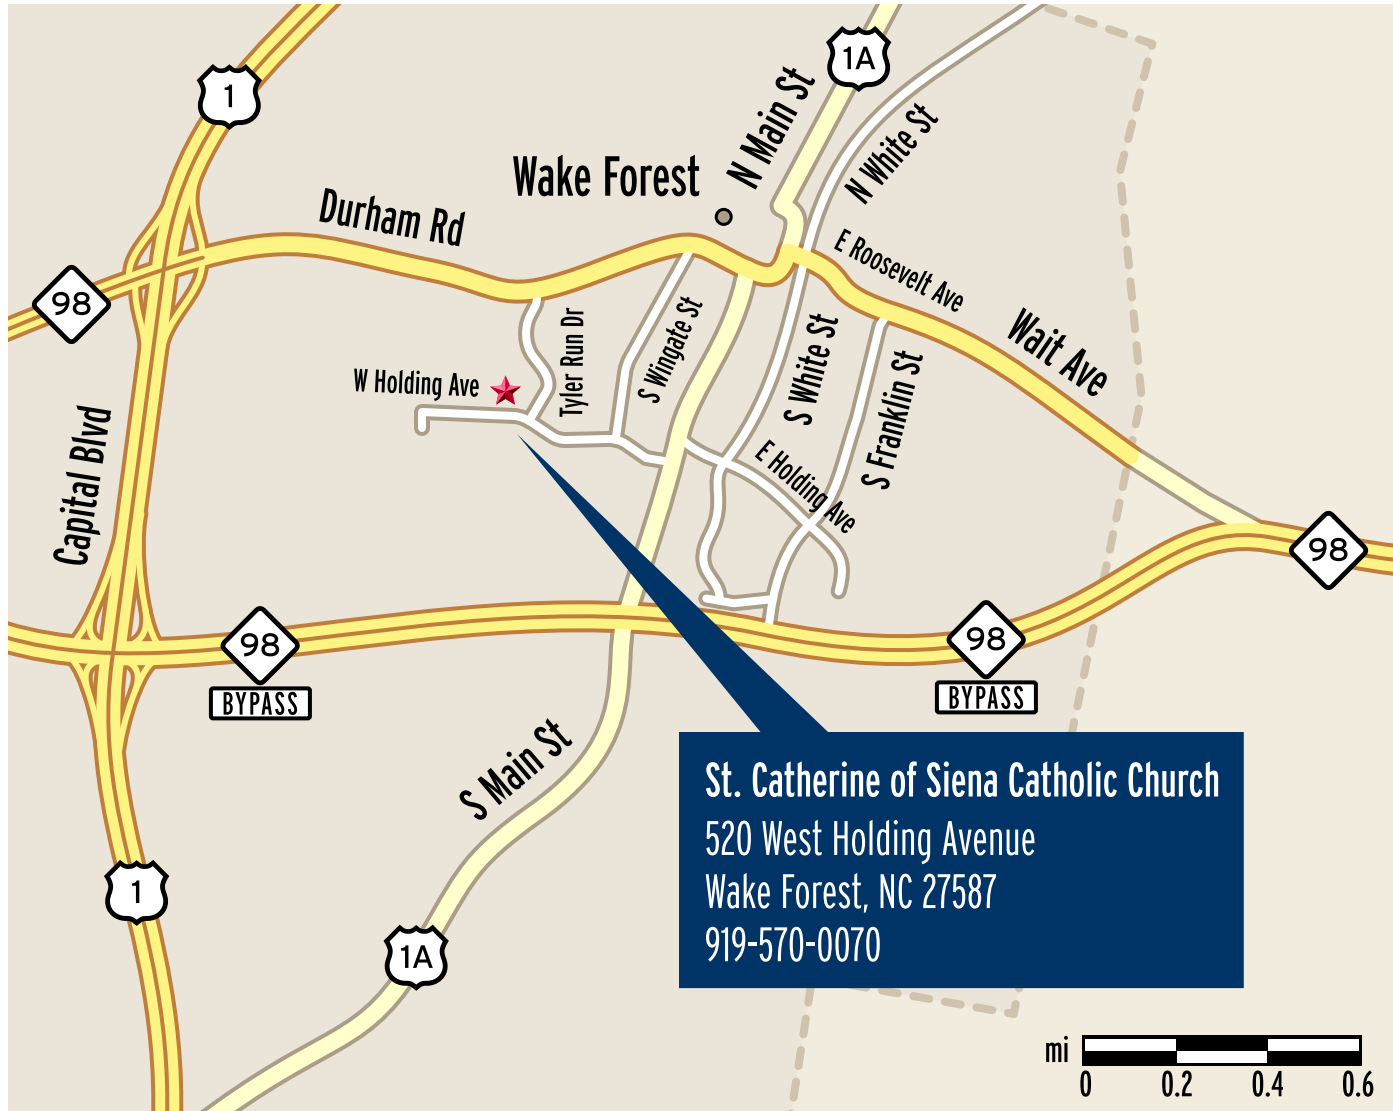 1A
1
N Main St
N White St
Wake Forest
Durham Rd
E Roosevelt Ave
98
Wait Ave
Tyler Run Dr
S Wingate St
S White St
S Franklin St
W Holding Ave
Capital Blvd
E Holding Ave
98
98
BYPASS
98
BYPASS
S Main St
St. Catherine of Siena Catholic Church
520 West Holding Avenue
Wake Forest, NC 27587
919-570-0070
1
1A
mi
0 0.2 0.4 0.6